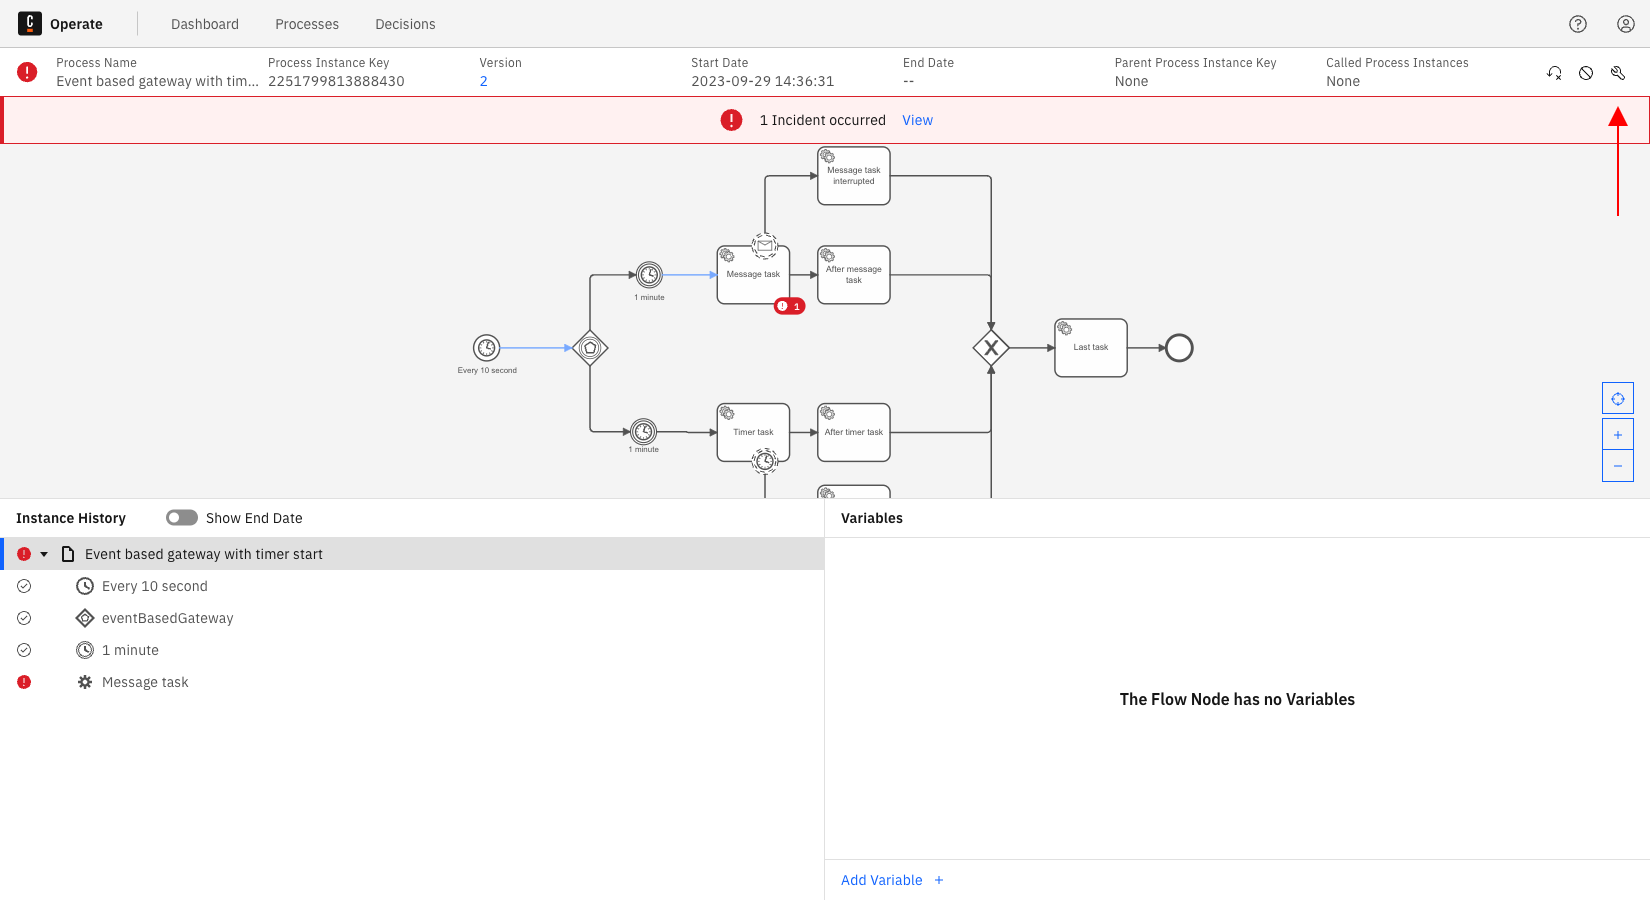 Operate
Dashboard
Processes
Decisions
Process Name
Event based gateway with tim...
Process Instance Key
2251799813888430
Version
2
Start Date
2023-09-29 14:36:31
End Date
--
Parent Process Instance Key
None
Called Process Instances
None
1 Incident occurred View
Message task
interrupted
Message task
After message
task
1 minute
1
Every 10 second
Last task
Timer task
After timer task
1 minute
Instance History
Show End Date
Event based gateway with timer start
Every 10 second
eventBasedGateway
1 minute
Message task
Variables
The Flow Node has no Variables
Add Variable +